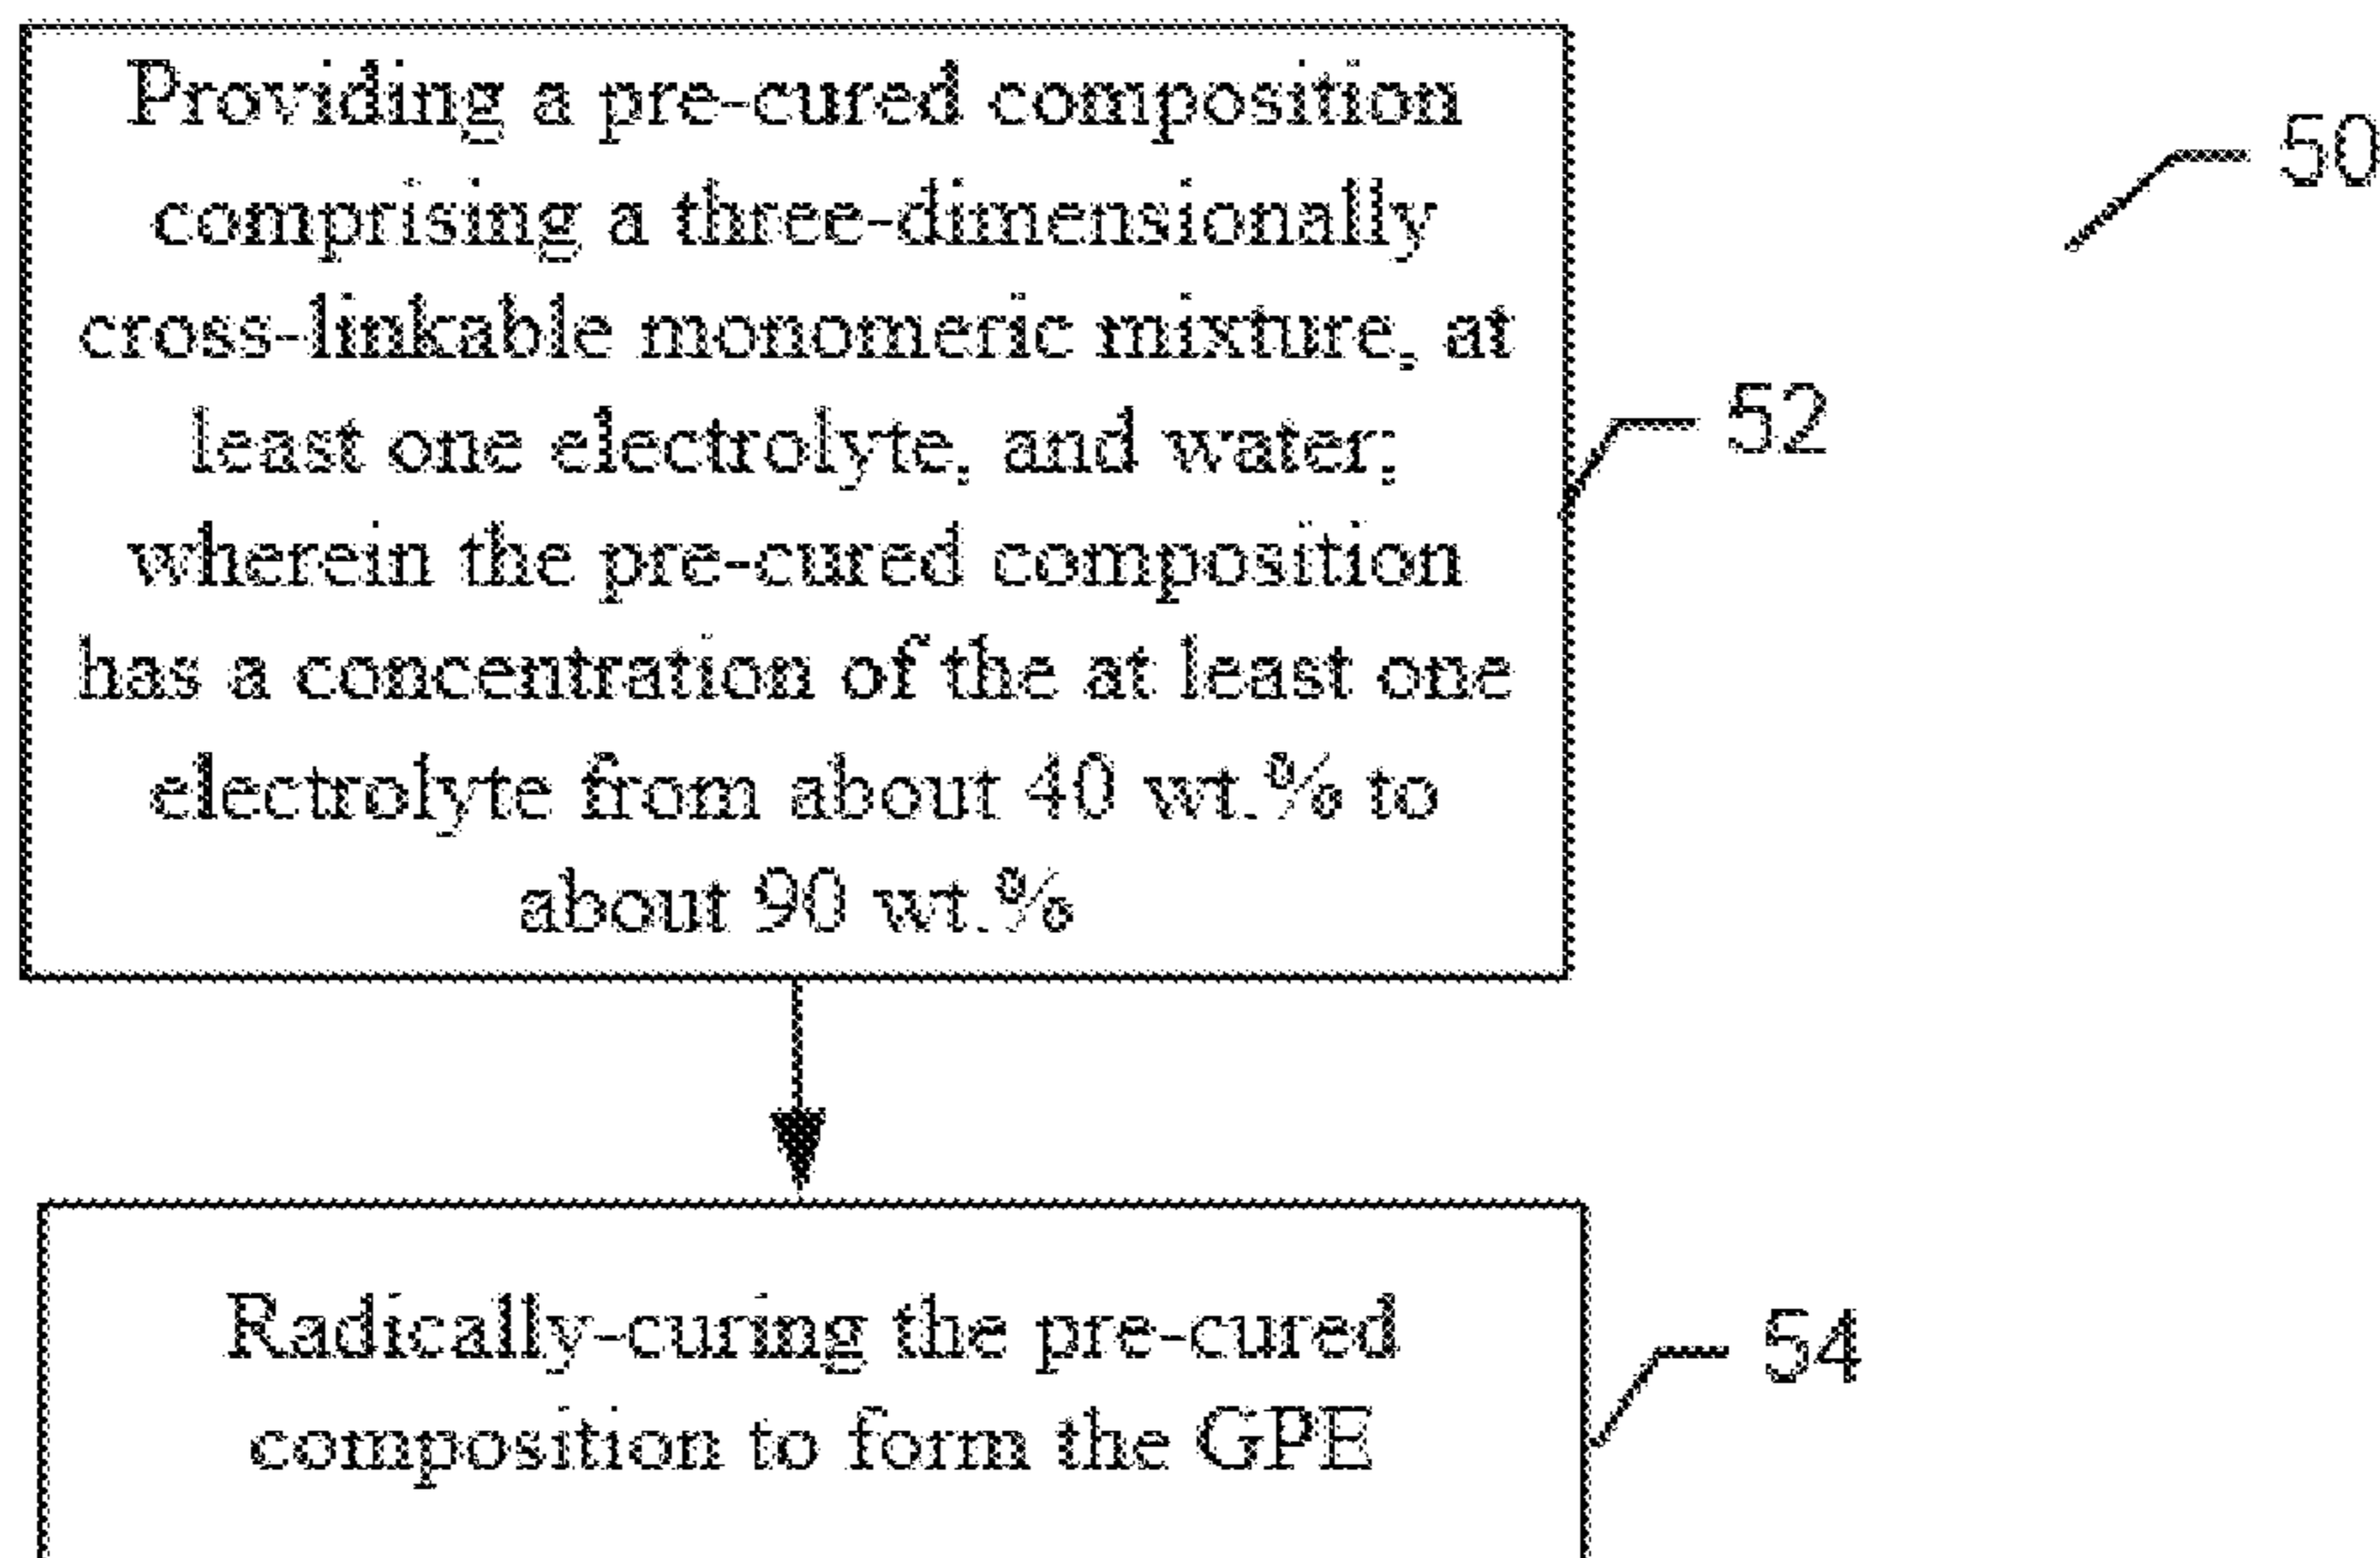 Providing a pre-cured composition
50
comprising a three-dimensionally
cross-linkable monomeric mixture, at
52
least one electrolyte, and water;
wherein the pre-cured composition
has a concentration of the at least one
electrolyte from about 40 wt.% to
about 90 wt.%
Radically-curing the pre-cured
54
composition to form the GPE